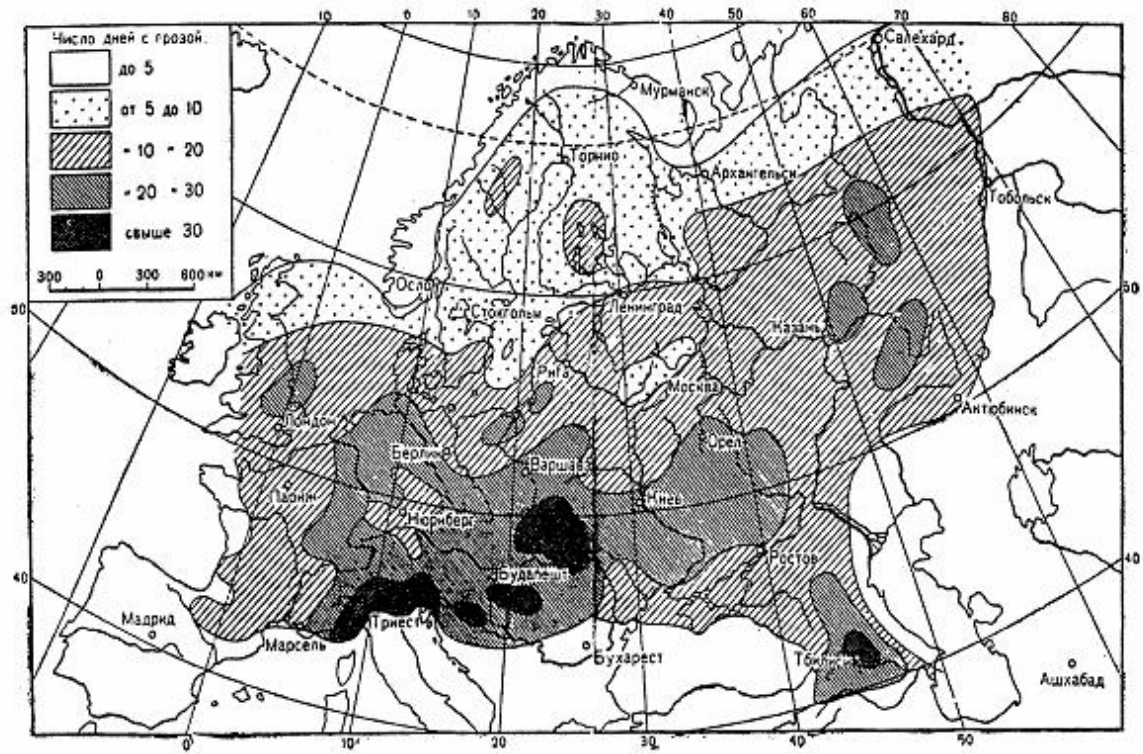 10
0
10
20
30
40
50
60
70
80
Число дней с грозой.
до 5
от 5 до 10
" 10 " 20
" 20 " 30
свыше 30
300 0 300 600 км
Салехард
Мурманск
Торнио
Архангельск
Тобольск
Осло
Стокгольм
Ленинград
Казань
50
60
Рига
Москва
Лондон
Актюбинск
Берлин
Варшава
Орел
Париж
Нюрнберг
Киев
Ростов
Будапешт
40
40
Мадрид
Марсель
Триест
Бухарест
Тбилиси
Ашхабад
0
10
20
30
40
50